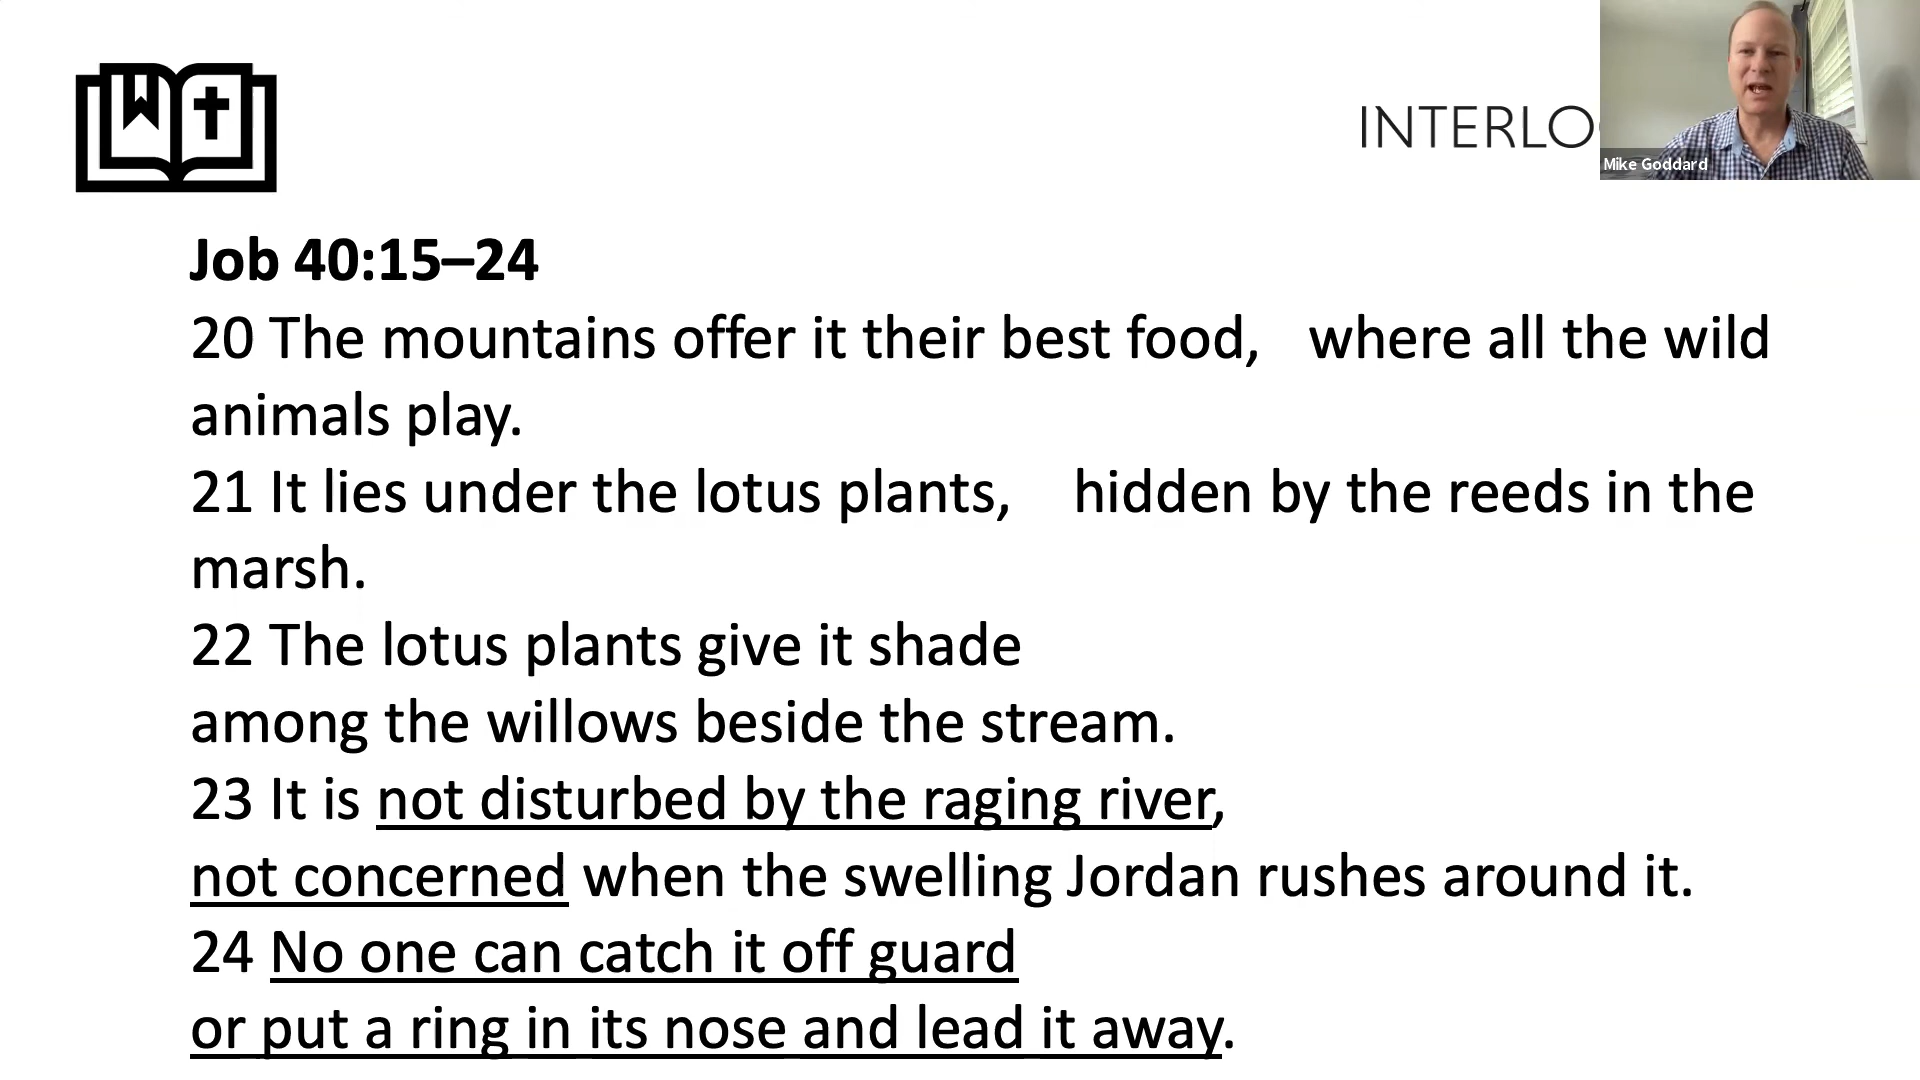 INTERLO
Mike Goddard
Job 40:15–24
20 The mountains offer it their best food, where all the wild
animals play.
21 It lies under the lotus plants, hidden by the reeds in the
marsh.
22 The lotus plants give it shade
among the willows beside the stream.
23 It is not disturbed by the raging river,
not concerned when the swelling Jordan rushes around it.
24 No one can catch it off guard
or put a ring in its nose and lead it away.